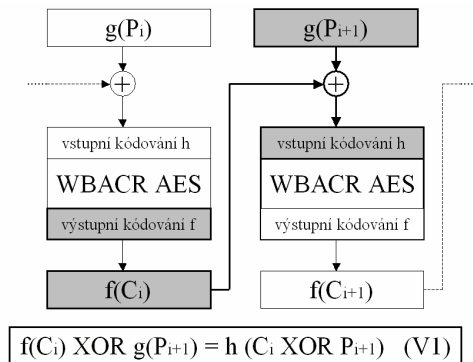 g(Pi)
g(Pi+1)
+
+
vstupní kódování h
WBACR AES
výstupní kódování f
vstupní kódování h
WBACR AES
výstupní kódování f
f(Ci)
f(Ci+1)
f(Ci) XOR g(Pi+1) = h (Ci XOR Pi+1) (V1)